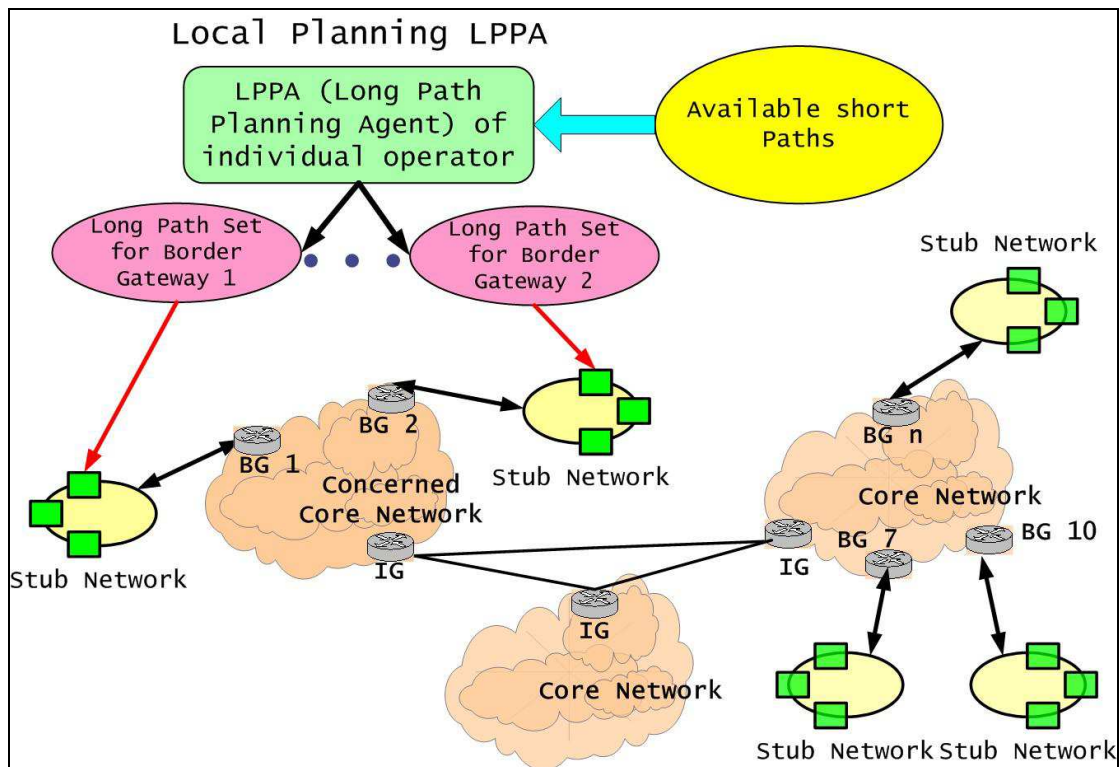 Local Planning LPPA
LPPA (Long Path
Planning Agent) of
individual operator
Available short
Paths
Long Path Set
for Border
Gateway 1
Long Path Set
for Border
Gateway 2
Stub Network
BG 2
BG 1
BG n
Stub Network
Concerned
Core Network
Core Network
BG 7
BG 10
IG
IG
Stub Network
IG
Core Network
Stub Network
Stub Network